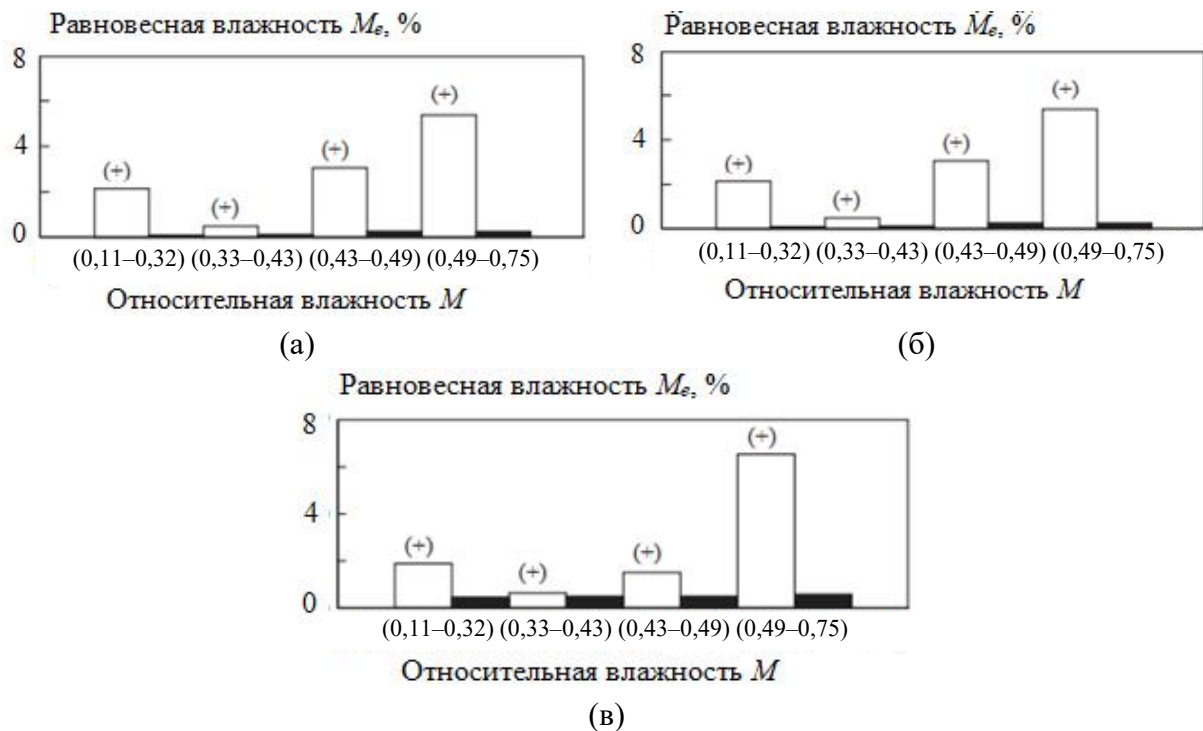 Равновесная влажность Mₑ, %
8
4
0
(+)
(+)
(+)
(+)
(0,11–0,32) (0,33–0,43) (0,43–0,49) (0,49–0,75)
Относительная влажность M
(а)
Равновесная влажность Mₑ, %
8
4
0
(+)
(+)
(+)
(+)
(0,11–0,32) (0,33–0,43) (0,43–0,49) (0,49–0,75)
Относительная влажность M
(б)
Равновесная влажность Mₑ, %
8
4
0
(+)
(+)
(+)
(+)
(0,11–0,32) (0,33–0,43) (0,43–0,49) (0,49–0,75)
Относительная влажность M
(в)